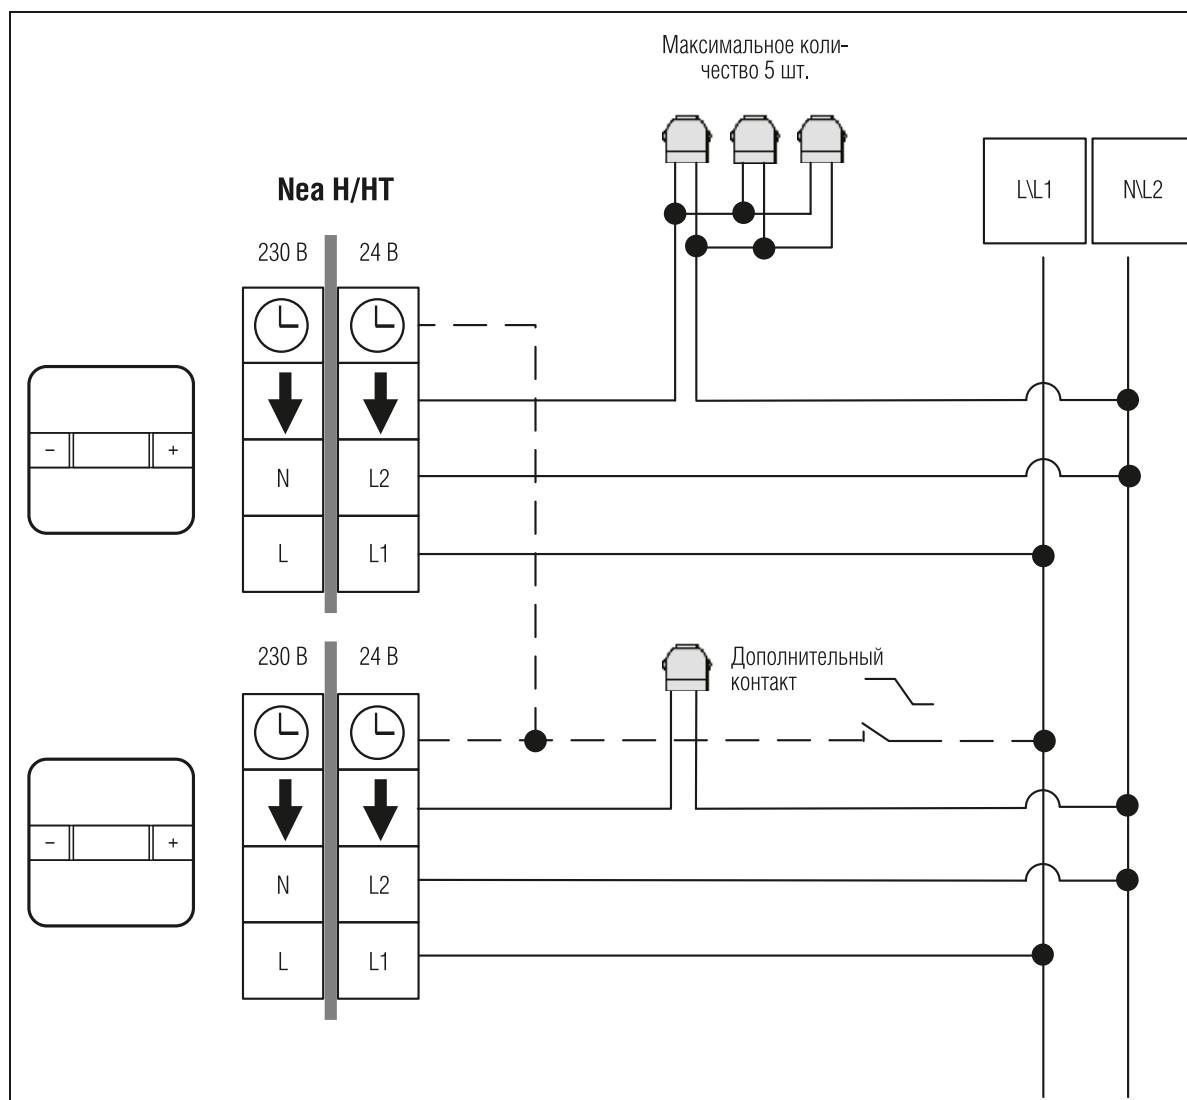 Максимальное коли-
чество 5 шт.
L\L1
N\L2
Nea H/HT
230 В
24 В
N
L2
L
L1
- +
230 В
24 В
Дополнительный
контакт
N
L2
L
L1
- +